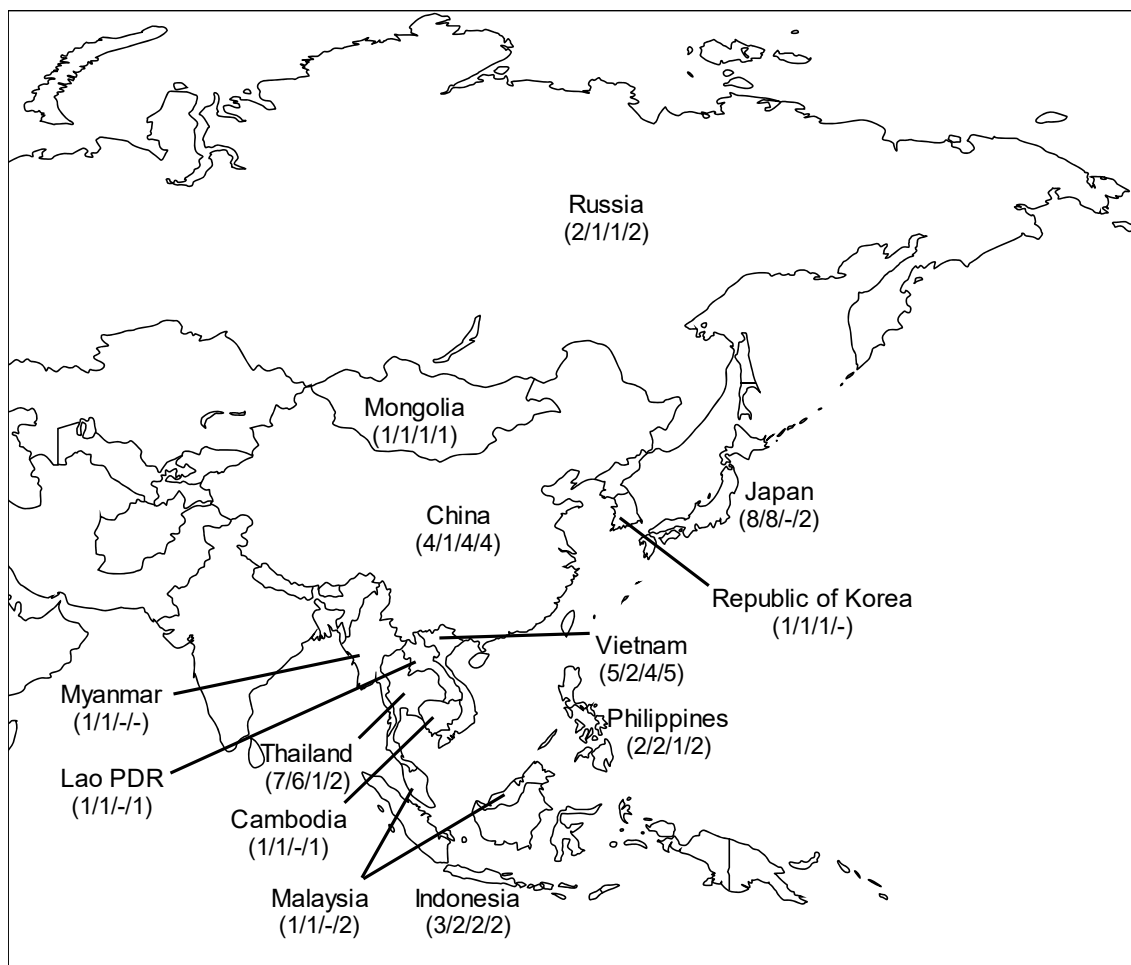 Russia
(2/1/1/2)
Mongolia
(1/1/1/1)
China
(4/1/4/4)
Japan
(8/8/-/2)
Republic of Korea
(1/1/1/-)
Vietnam
(5/2/4/5)
Myanmar
(1/1/-/-)
Philippines
(2/2/1/2)
Thailand
(7/6/1/2)
Lao PDR
(1/1/-/1)
Cambodia
(1/1/-/1)
Malaysia
(1/1/-/2)
Indonesia
(3/2/2/2)